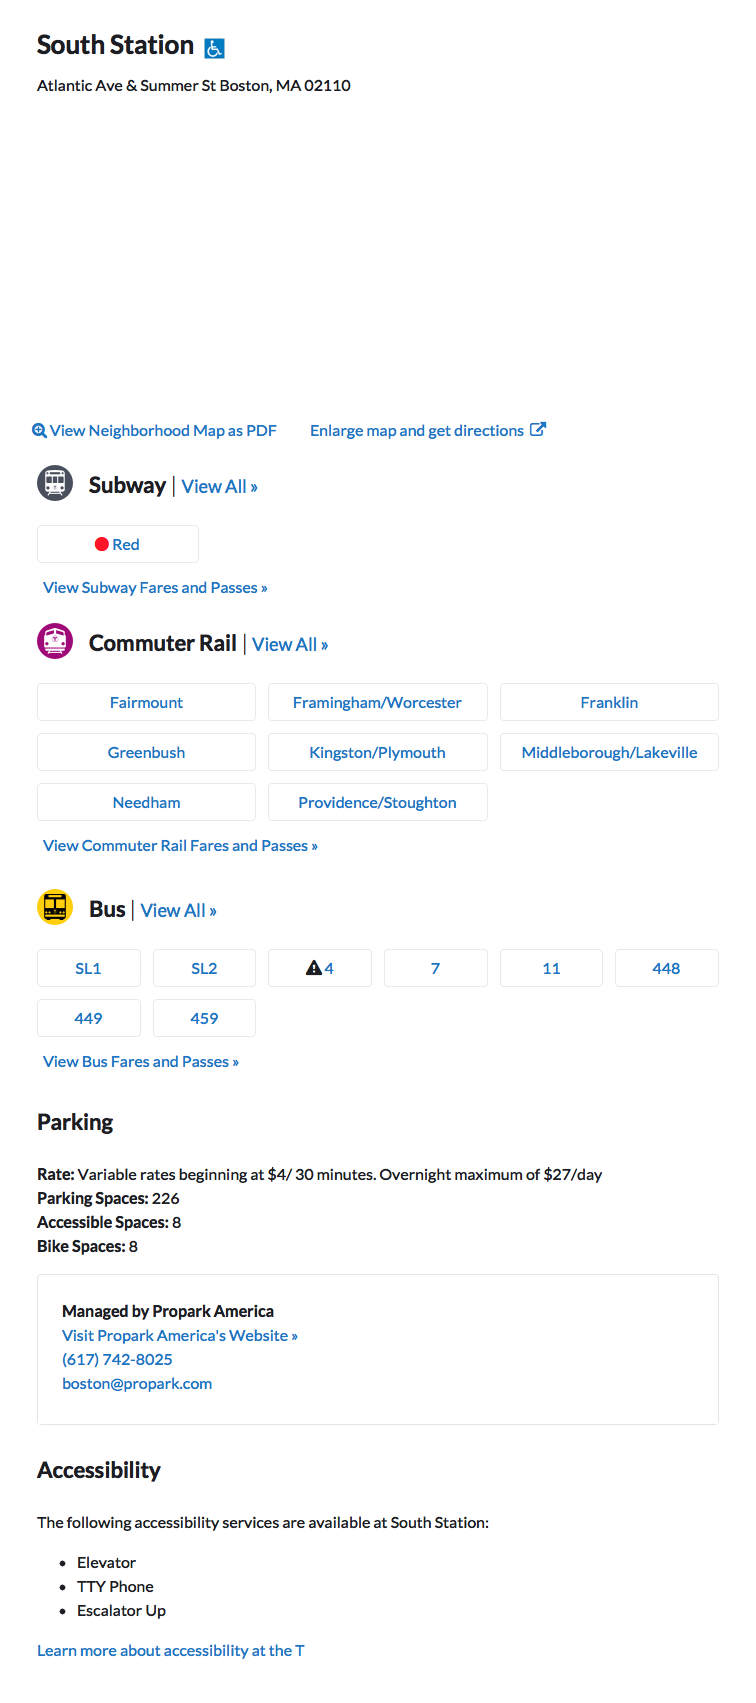 South Station
Atlantic Ave & Summer St Boston, MA 02110
View Neighborhood Map as PDF
Enlarge map and get directions
Subway | View All »
Red
View Subway Fares and Passes »
Commuter Rail | View All »
Fairmount
Framingham/Worcester
Franklin
Greenbush
Kingston/Plymouth
Middleborough/Lakeville
Needham
Providence/Stoughton
View Commuter Rail Fares and Passes »
Bus | View All »
SL1
SL2
4
7
11
448
449
459
View Bus Fares and Passes »
Parking
Rate: Variable rates beginning at $4/ 30 minutes. Overnight maximum of $27/day
Parking Spaces: 226
Accessible Spaces: 8
Bike Spaces: 8
Managed by Propark America
Visit Propark America's Website »
(617) 742-8025
boston@propark.com
Accessibility
The following accessibility services are available at South Station:
• Elevator
• TTY Phone
• Escalator Up
Learn more about accessibility at the T